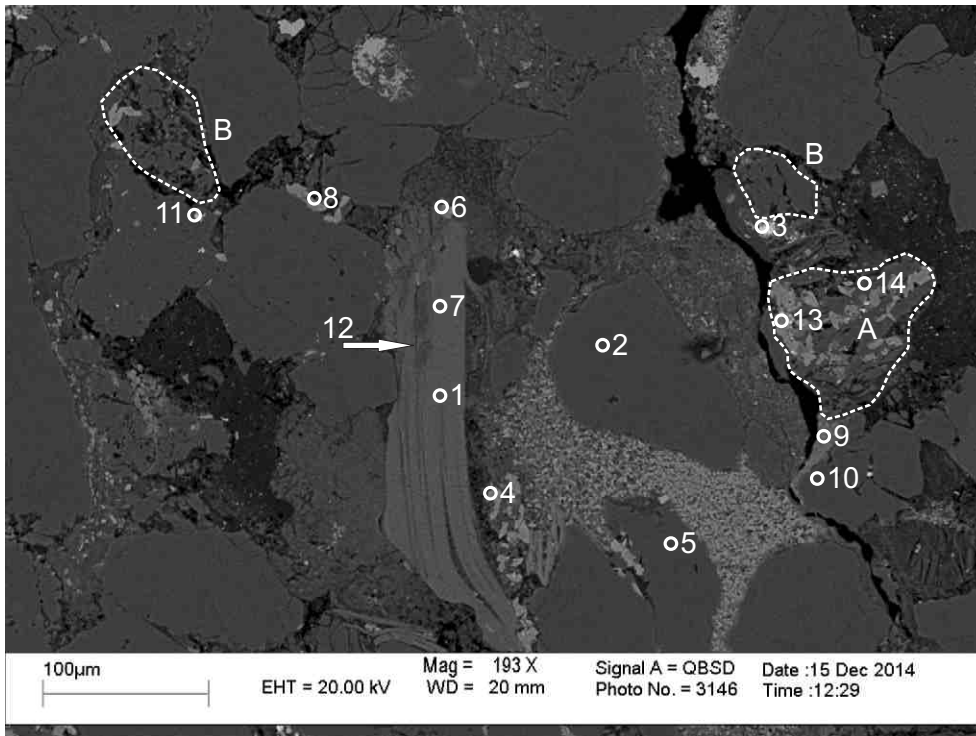 B
B
11
8
6
3
14
13
A
7
12
2
1
9
10
4
5
100µm
EHT = 20.00 kV
Mag = 193 X
WD = 20 mm
Signal A = QBSD
Photo No. = 3146
Date :15 Dec 2014
Time :12:29